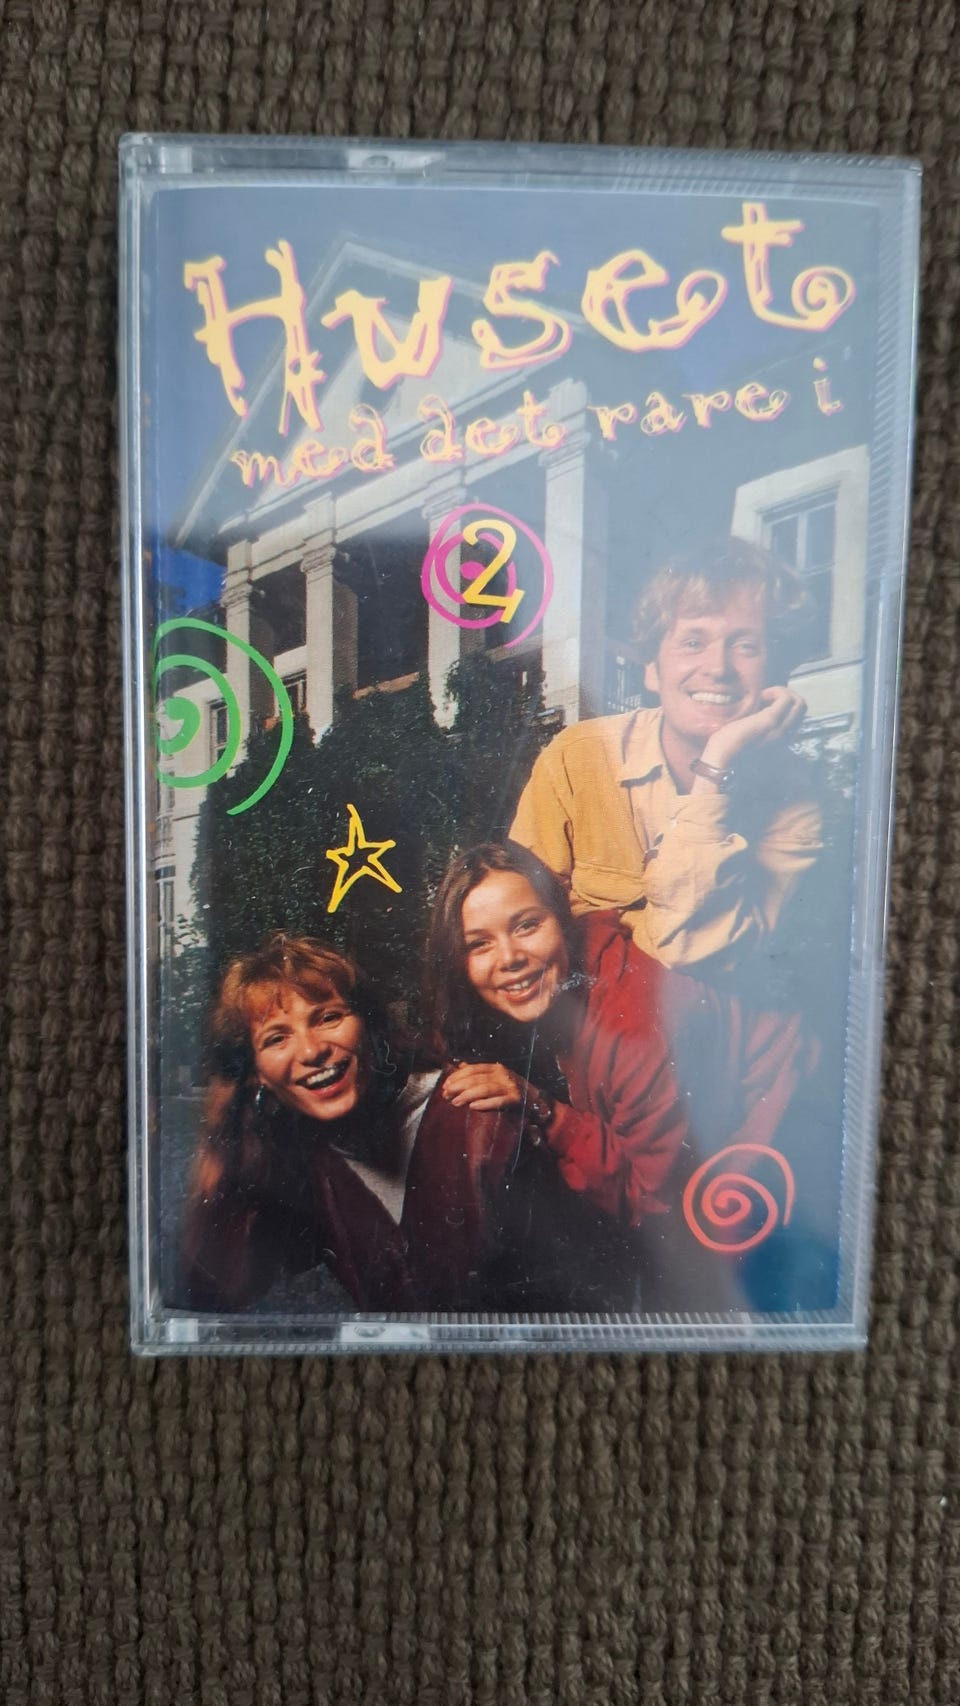 Huset
med det rare i
2